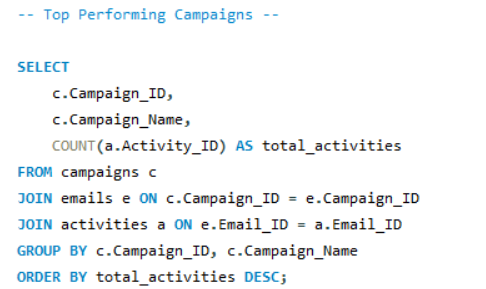 -- Top Performing Campaigns --
SELECT
c.Campaign_ID,
c.Campaign_Name,
COUNT(a.Activity_ID) AS total_activities
FROM campaigns c
JOIN emails e ON c.Campaign_ID = e.Campaign_ID
JOIN activities a ON e.Email_ID = a.Email_ID
GROUP BY c.Campaign_ID, c.Campaign_Name
ORDER BY total_activities DESC;